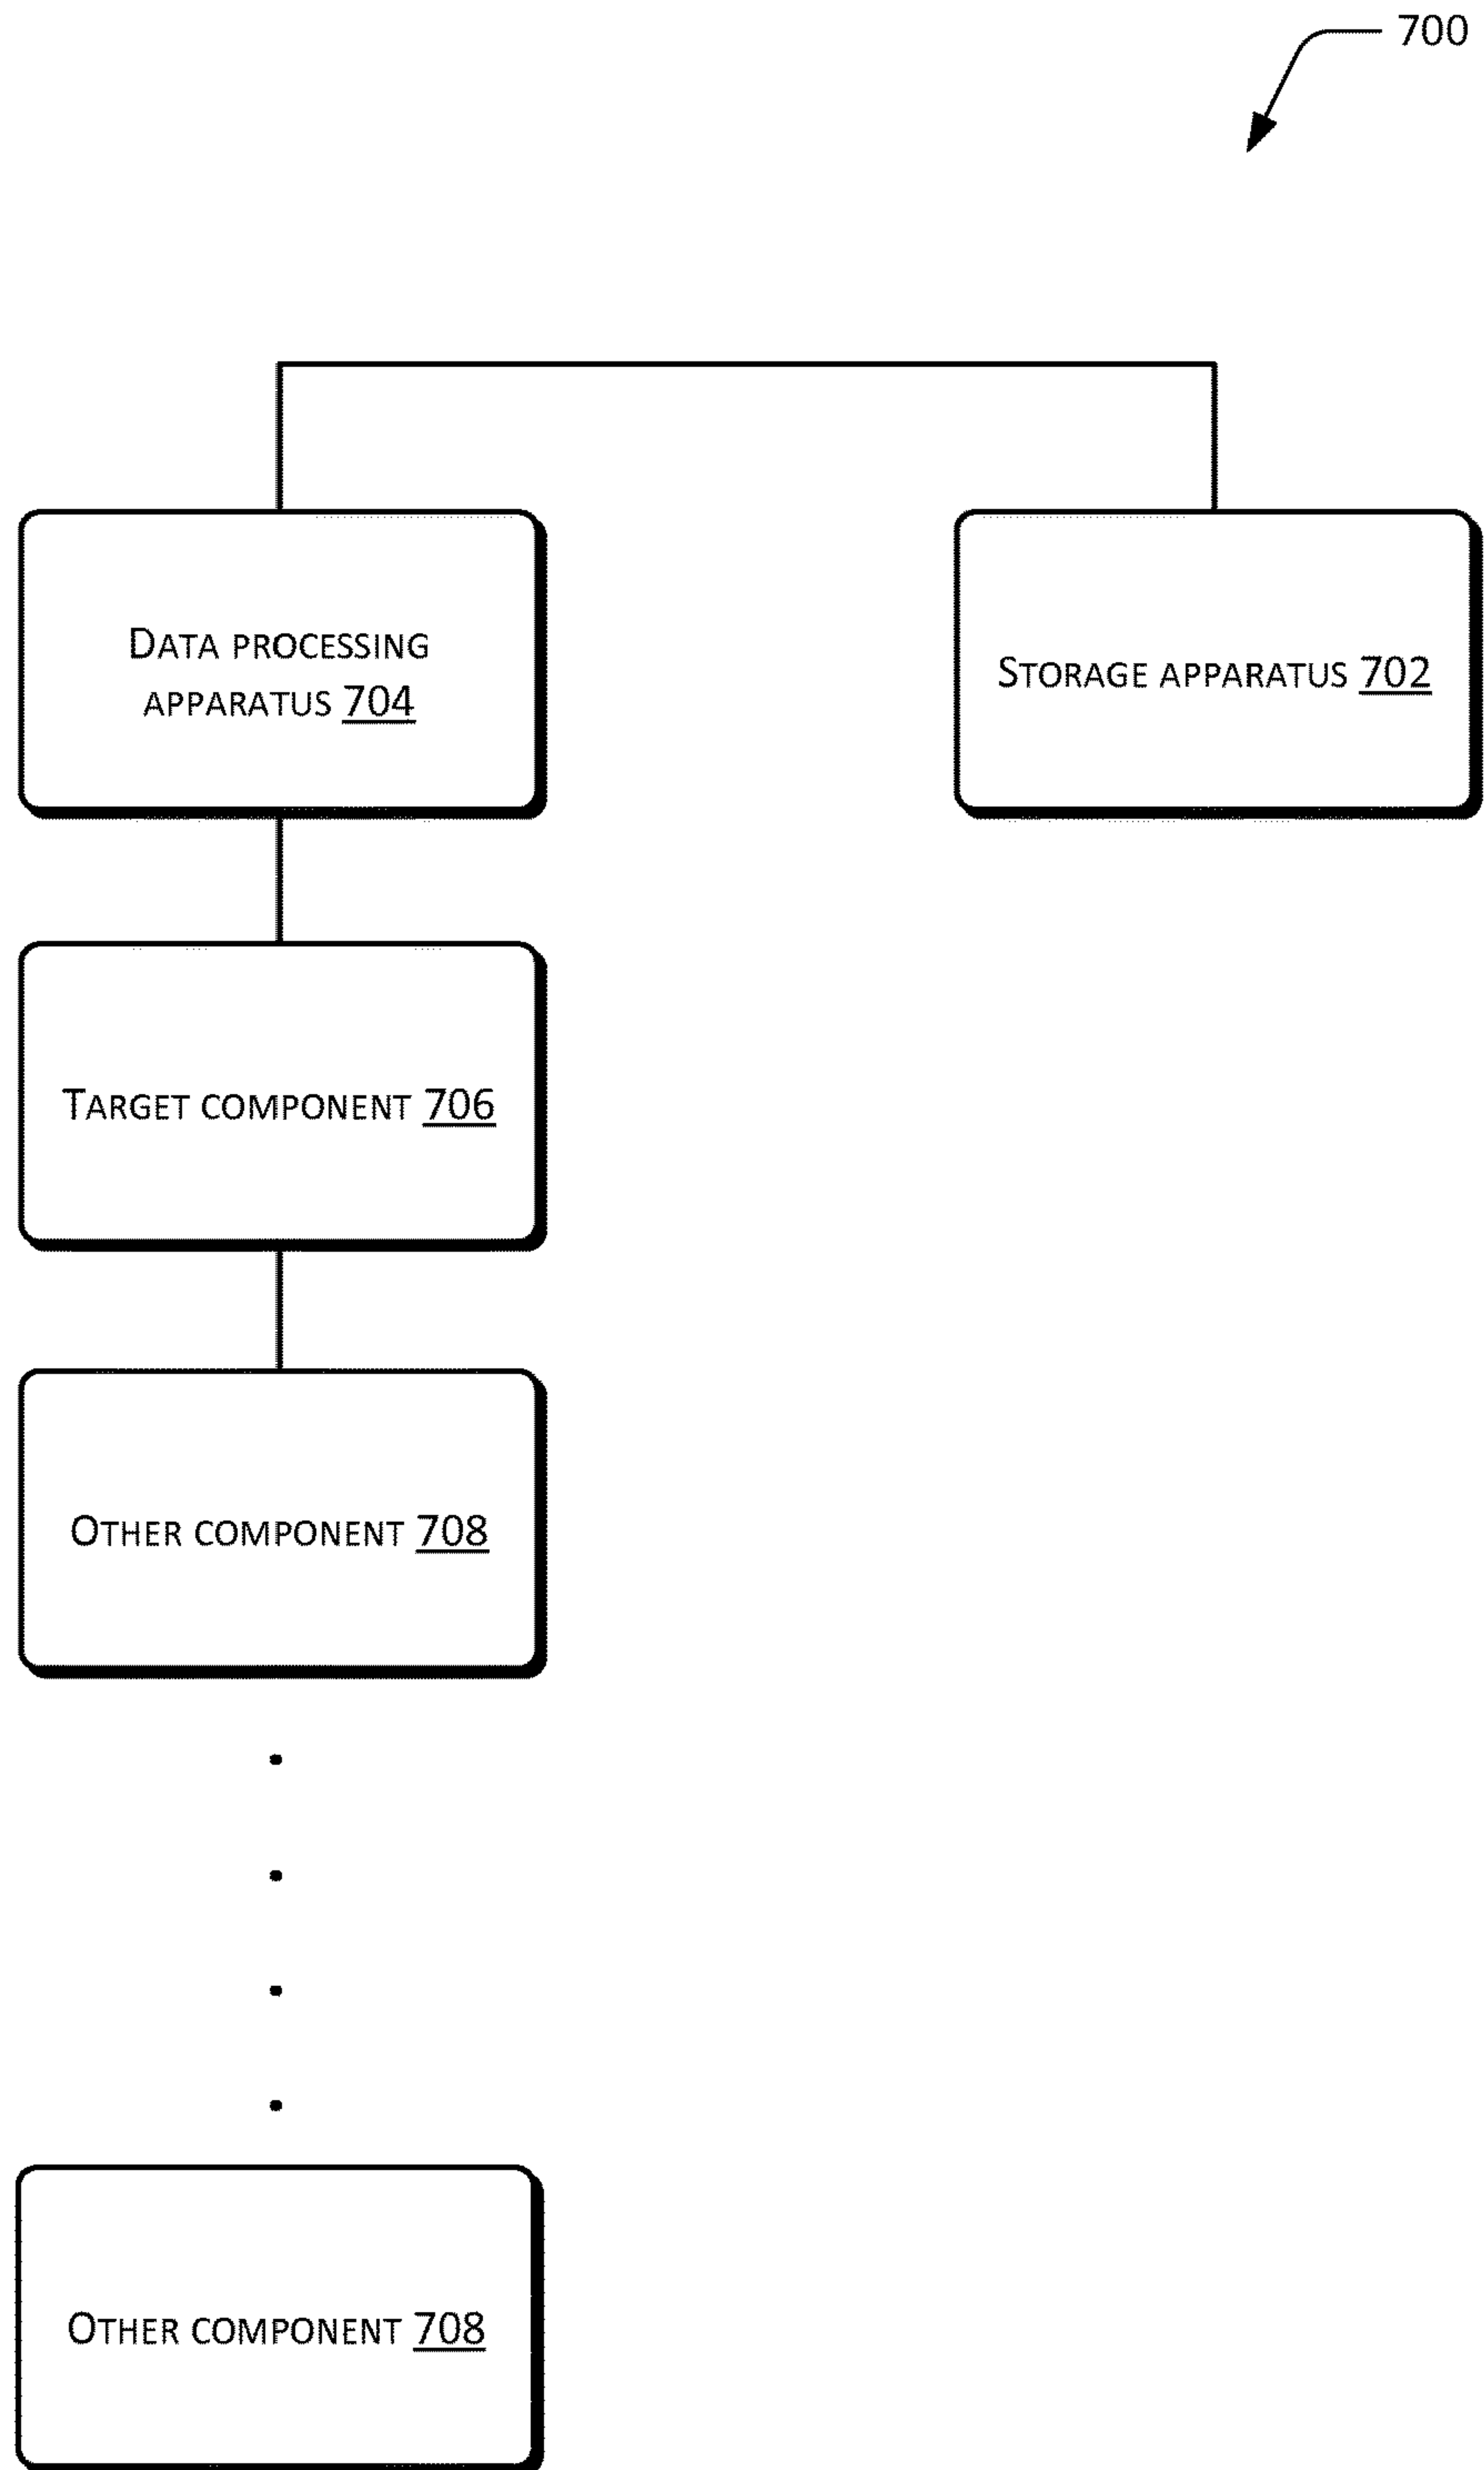 700
DATA PROCESSING
APPARATUS 704
STORAGE APPARATUS 702
TARGET COMPONENT 706
OTHER COMPONENT 708
OTHER COMPONENT 708